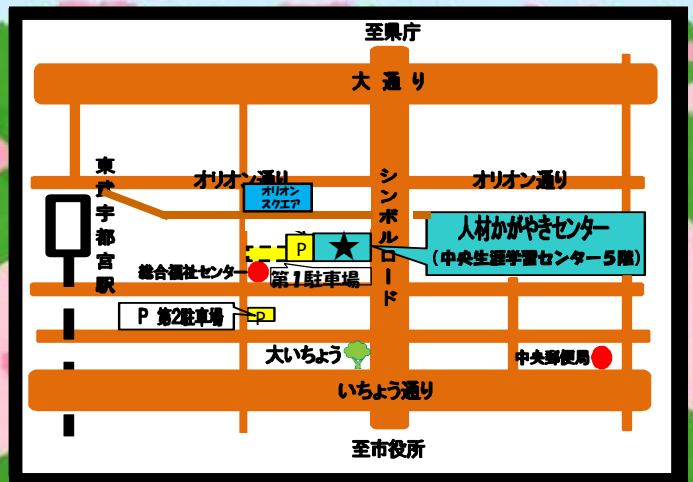 至県庁
大通り
東武宇都宮駅
オリオン通り
オリオン通り
オリオン
スクエア
シンボルロード
人材かがやきセンター
(中央生涯学習センター5階)
P
総合福祉センター
第1駐車場
P 第2駐車場
P
大いちょう
中央郵便局
いちょう通り
至市役所